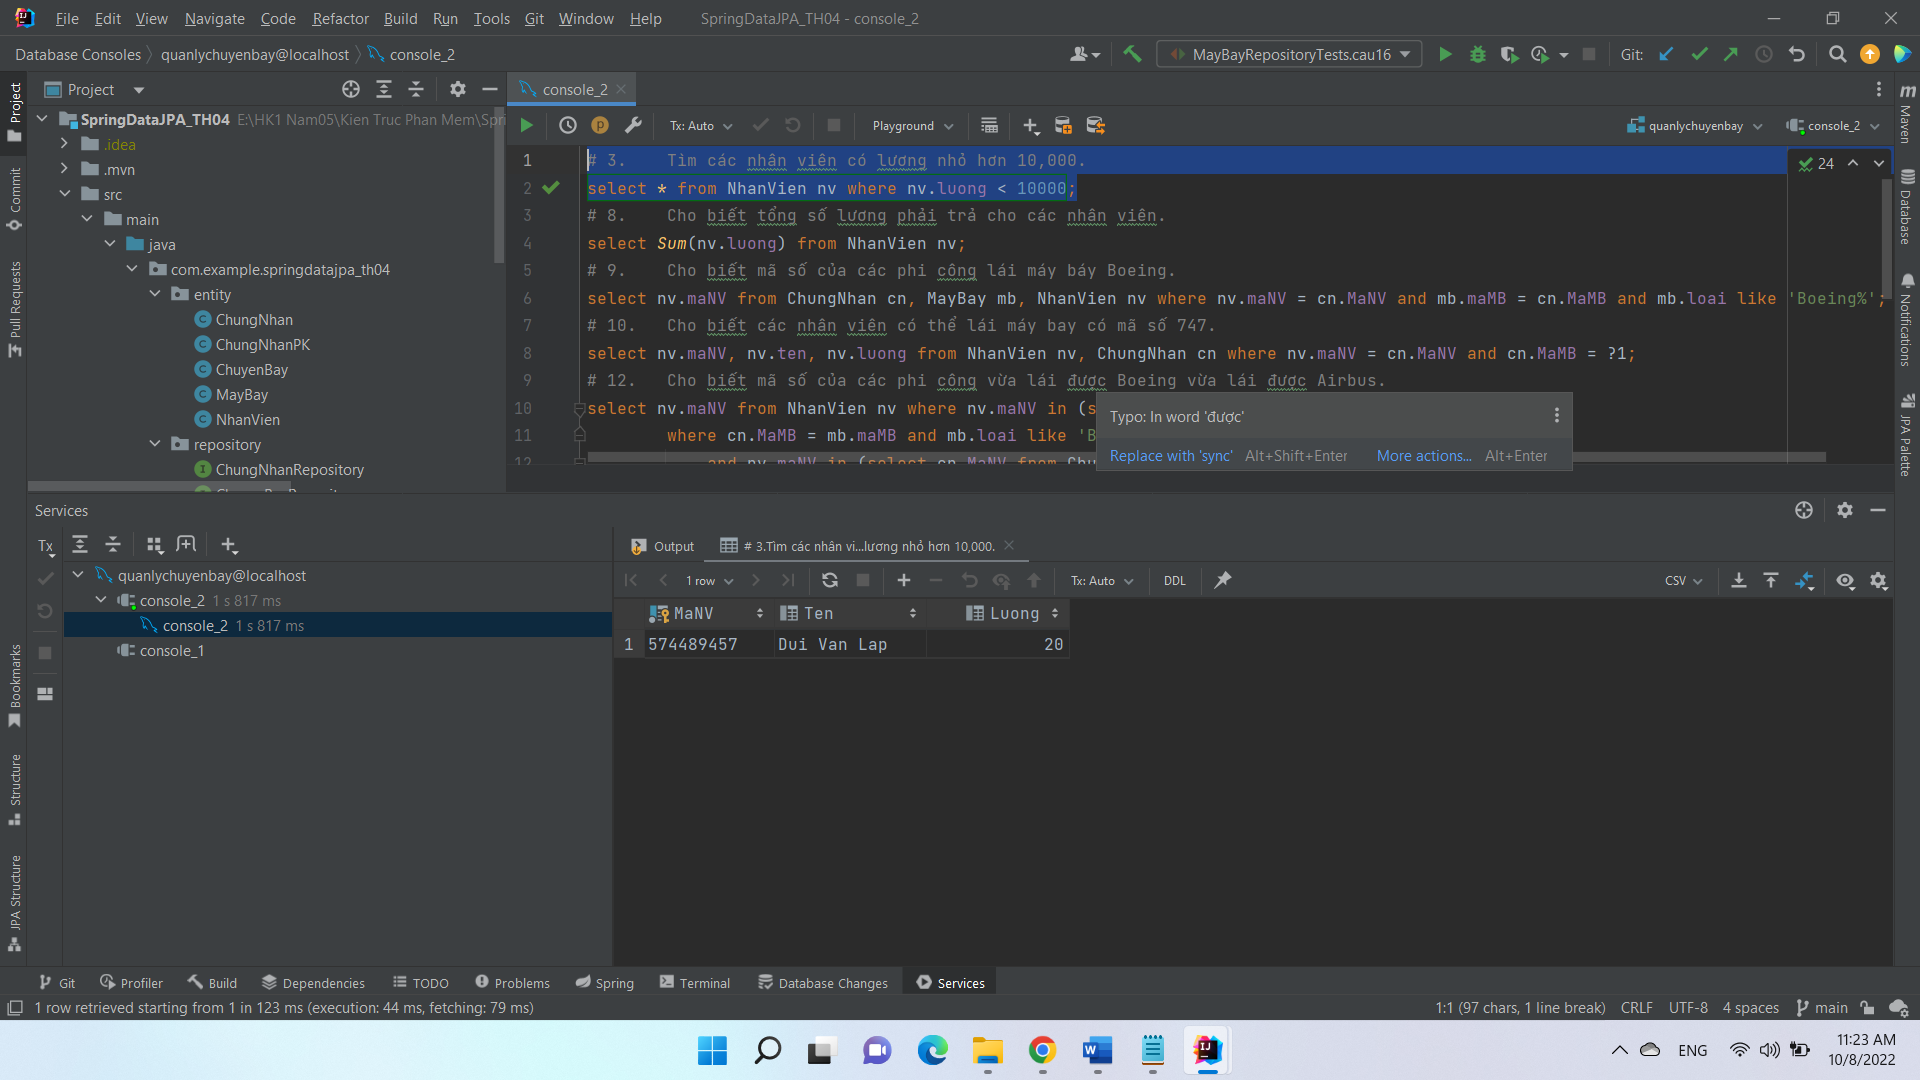 File Edit View Navigate Code Refactor Build Run Tools Git Window Help SpringDataJPA_TH04 - console_2
Database Consoles quanlychuyenbay@localhost console_2 MayBayRepositoryTests.cau16 Git:
Project console_2
SpringDataJPA_TH04 E:\HK1 Nam05\Kien Truc Phan Mem\Spri
.idea
.mvn
src
main
java
com.example.springdatajpa_th04
entity
ChungNhan
ChungNhanPK
ChuyenBay
MayBay
NhanVien
repository
ChungNhanRepository
Tx: Auto Playground quanlychuyenbay console_2
24
1 # 3. Tìm các nhân viên có lương nhỏ hơn 10,000.
2 select * from NhanVien nv where nv.luong < 10000;
3 # 8. Cho biết tổng số lương phải trả cho các nhân viên.
4 select Sum(nv.luong) from NhanVien nv;
5 # 9. Cho biết mã số của các phi công lái máy báy Boeing.
6 select nv.maNV from ChungNhan cn, MayBay mb, NhanVien nv where nv.maNV = cn.MaNV and mb.maMB = cn.MaMB and mb.loai like 'Boeing%';
7 # 10. Cho biết các nhân viên có thể lái máy bay có mã số 747.
8 select nv.maNV, nv.ten, nv.luong from NhanVien nv, ChungNhan cn where nv.maNV = cn.MaNV and cn.MaMB = ?1;
9 # 12. Cho biết mã số của các phi công vừa lái được Boeing vừa lái được Airbus.
10 select nv.maNV from NhanVien nv where nv.maNV in (s
11 where cn.MaMB = mb.maMB and mb.loai like 'B
12 and nv.maNV in (select cn.MaNV from Chu
Typo: In word 'được'
Replace with 'sync' Alt+Shift+Enter More actions... Alt+Enter
Project
Commit
Pull Requests
Bookmarks
Structure
JPA Structure
Maven
Database
Notifications
JPA Palette
Services
Tx
quanlychuyenbay@localhost
console_2 1 s 817 ms
console_2 1 s 817 ms
console_1
Output # 3.Tìm các nhân vi...lương nhỏ hơn 10,000.
1 row Tx: Auto DDL CSV
MaNV Ten Luong
1 574489457 Dui Van Lap 20
Git Profiler Build Dependencies TODO Problems Spring Terminal Database Changes Services
1 row retrieved starting from 1 in 123 ms (execution: 44 ms, fetching: 79 ms) 1:1 (97 chars, 1 line break) CRLF UTF-8 4 spaces main
ENG 11:23 AM
10/8/2022